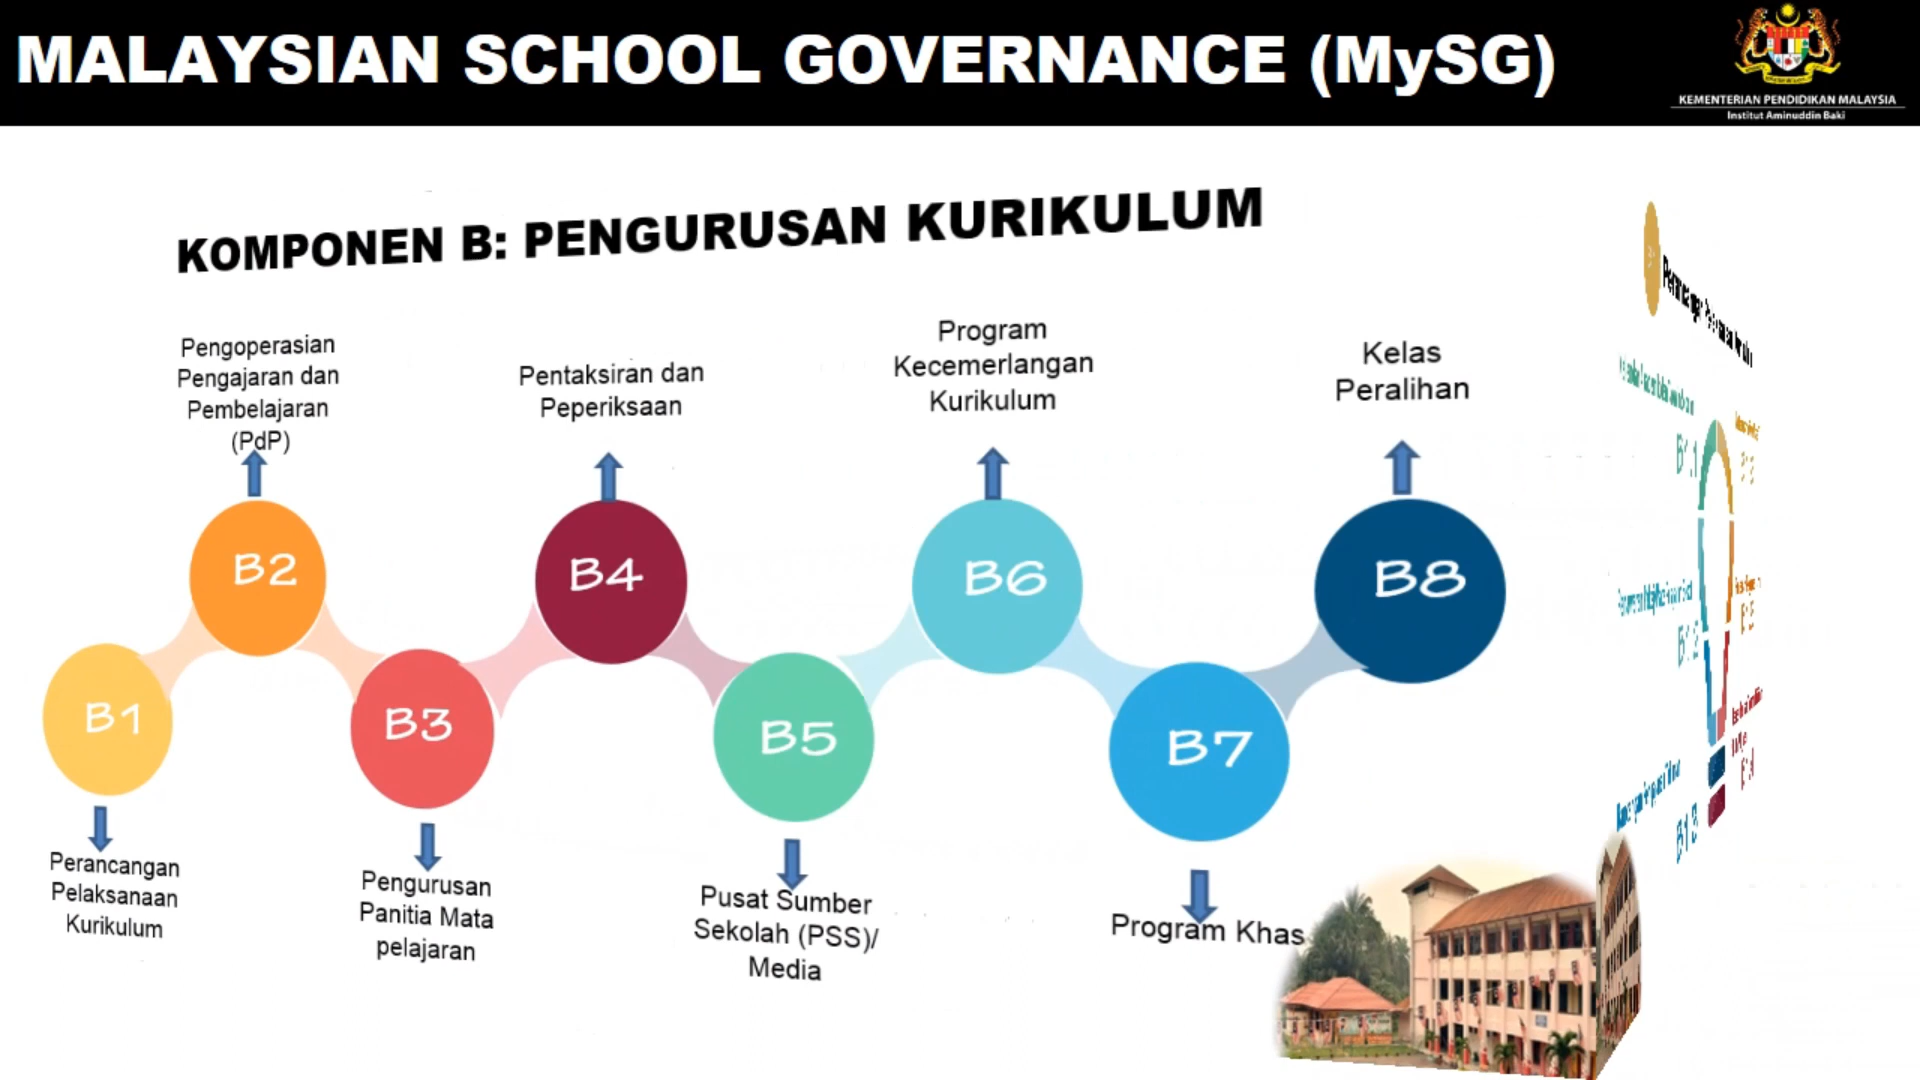 MALAYSIAN SCHOOL GOVERNANCE (MySG)
KEMENTERIAN PENDIDIKAN MALAYSIA
Institut Aminuddin Baki
KOMPONEN B: PENGURUSAN KURIKULUM
Pengoperasian
Pengajaran dan
Pembelajaran
(PdP)
Pentaksiran dan
Peperiksaan
Program
Kecemerlangan
Kurikulum
Kelas
Peralihan
B2
B4
B6
B8
B1
B3
B5
B7
Perancangan
Pelaksanaan
Kurikulum
Pengurusan
Panitia Mata
pelajaran
Pusat Sumber
Sekolah (PSS)/
Media
Program Khas